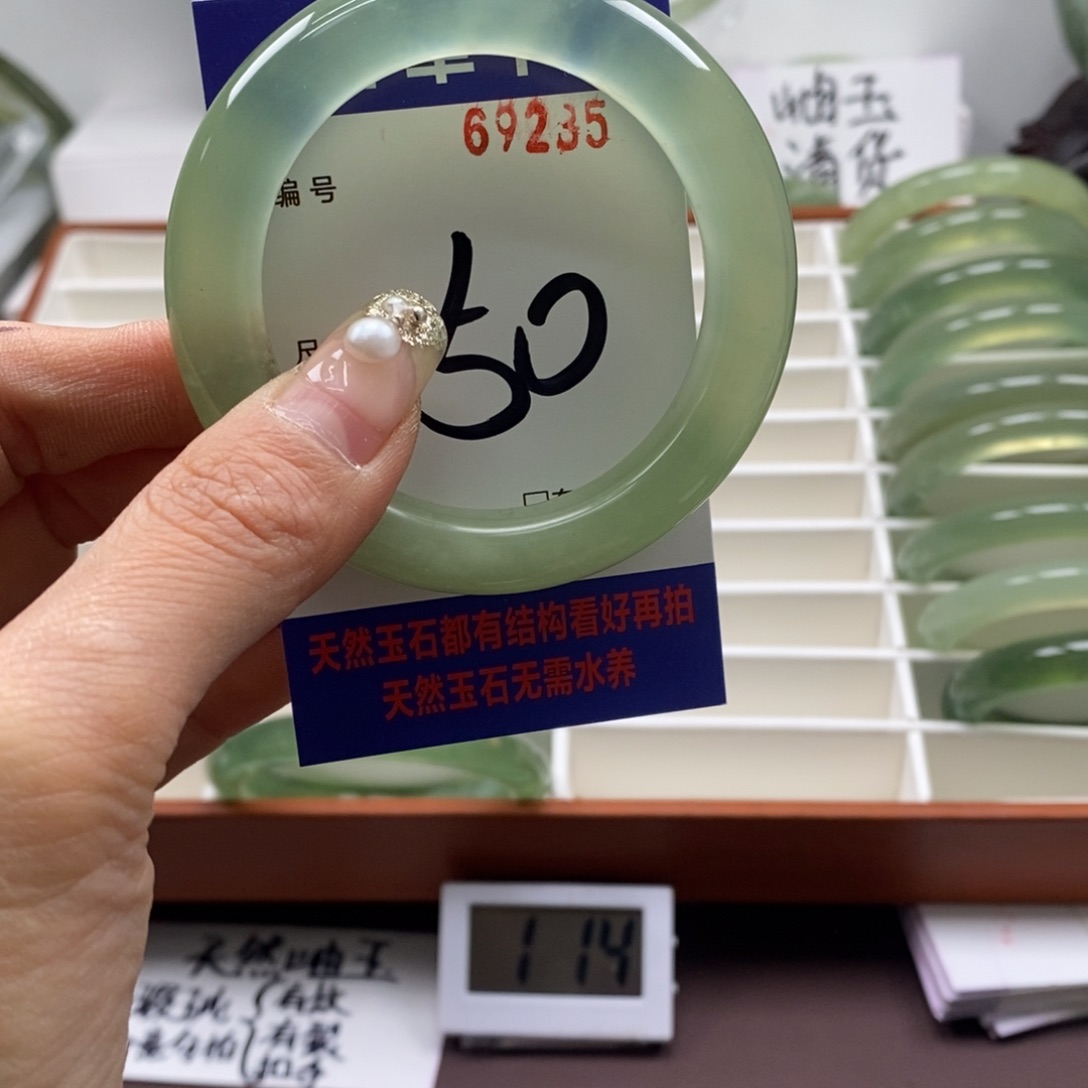 69235
编号
50
尺
天然玉石都有结构看好再拍
天然玉石无需水养
岫玉
清货
1 14
天然岫玉